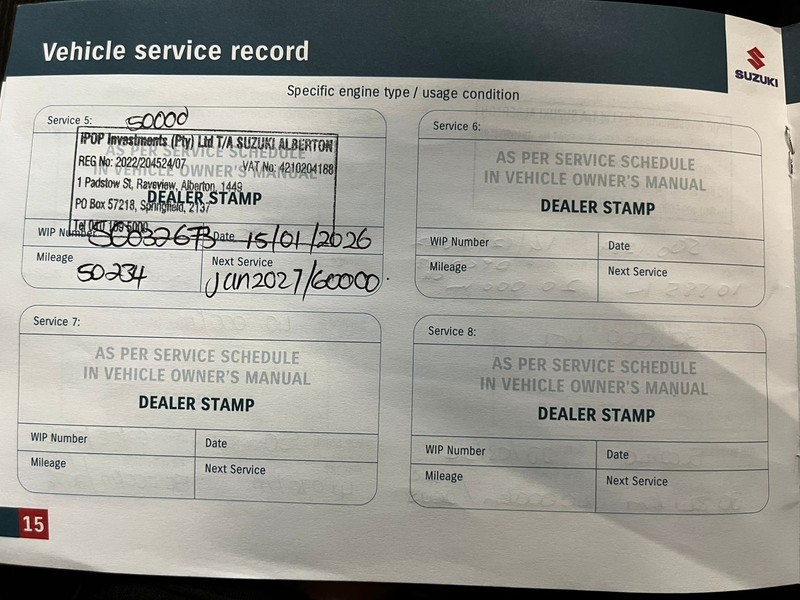 Vehicle service record
SUZUKI
Specific engine type / usage condition
Service 5: 50000
iPOP Investments (Pty) Ltd T/A SUZUKI ALBERTON
AS PER SERVICE SCHEDULE
REG No: 2022/204524/07 VAT No: 4210204188
IN VEHICLE OWNER'S MANUAL
1 Padstow St, Raceview, Alberton, 1449
DEALER STAMP
PO Box 57218, Springfield, 2137
Tel
WIP Number Date 15/01/2026
Mileage 50234
Next Service Jan2027/60000
Service 6:
AS PER SERVICE SCHEDULE
IN VEHICLE OWNER'S MANUAL
DEALER STAMP
WIP Number Date
Mileage Next Service
Service 7:
AS PER SERVICE SCHEDULE
IN VEHICLE OWNER'S MANUAL
DEALER STAMP
WIP Number Date
Mileage Next Service
Service 8:
AS PER SERVICE SCHEDULE
IN VEHICLE OWNER'S MANUAL
DEALER STAMP
WIP Number Date
Mileage Next Service
15